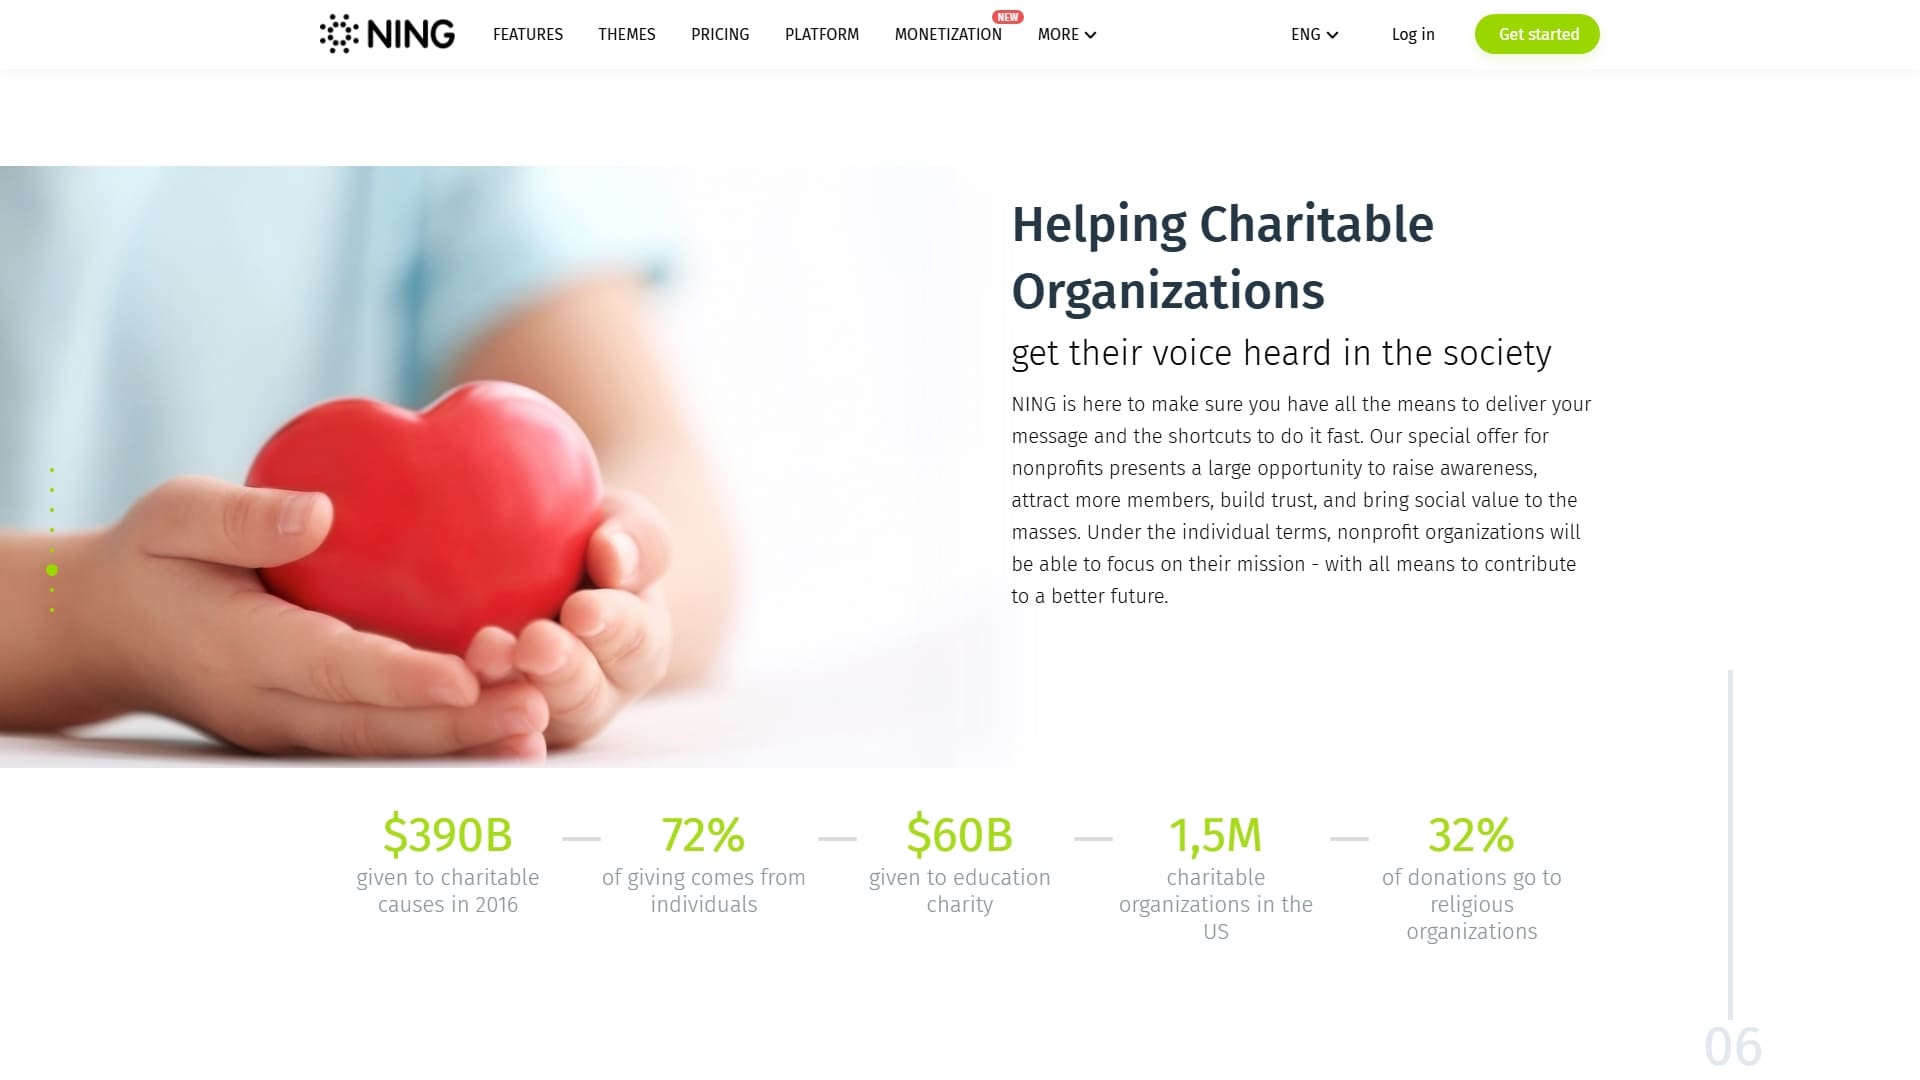 NING
FEATURES THEMES PRICING PLATFORM MONETIZATION NEW MORE ENG Log in Get started
Helping Charitable
Organizations
get their voice heard in the society
NING is here to make sure you have all the means to deliver your
message and the shortcuts to do it fast. Our special offer for
nonprofits presents a large opportunity to raise awareness,
attract more members, build trust, and bring social value to the
masses. Under the individual terms, nonprofit organizations will
be able to focus on their mission - with all means to contribute
to a better future.
$390B
given to charitable
causes in 2016
72%
of giving comes from
individuals
$60B
given to education
charity
1,5M
charitable
organizations in the
US
32%
of donations go to
religious
organizations
06